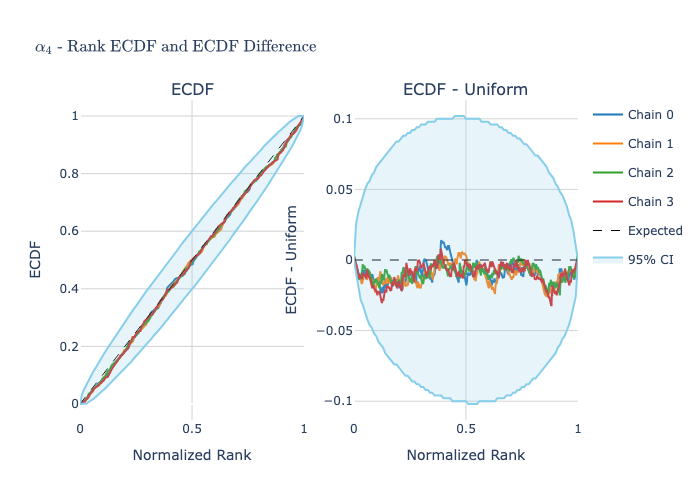 α₄ - Rank ECDF and ECDF Difference
ECDF
ECDF - Uniform
1
0.8
0.6
0.4
0.2
0
0
0.5
1
ECDF
Normalized Rank
0.1
0.05
0
−0.05
−0.1
0
0.5
1
ECDF - Uniform
Normalized Rank
Chain 0
Chain 1
Chain 2
Chain 3
Expected
95% CI